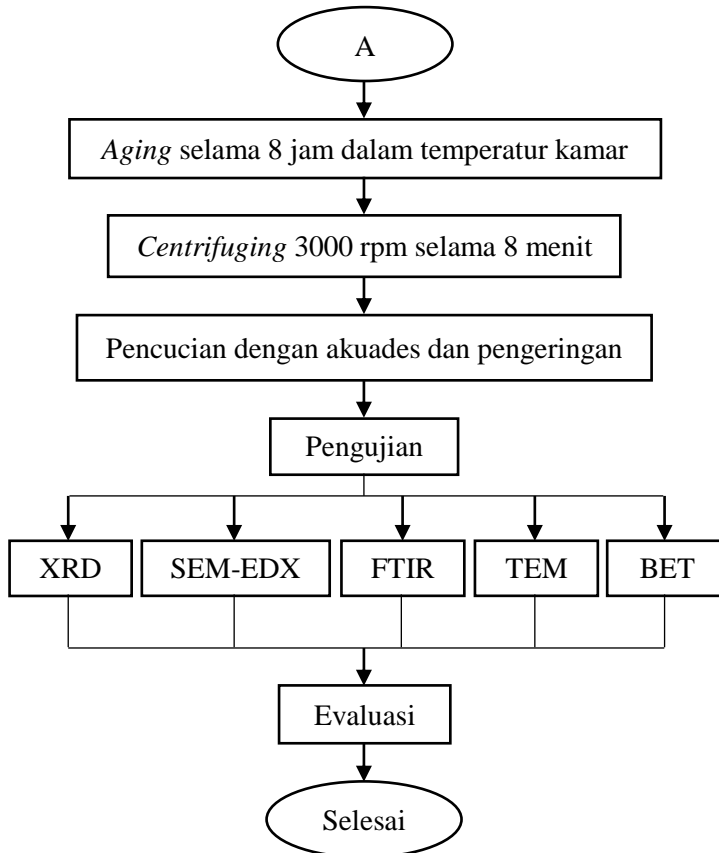 A
Aging selama 8 jam dalam temperatur kamar
Centrifuging 3000 rpm selama 8 menit
Pencucian dengan akuades dan pengeringan
Pengujian
XRD
SEM-EDX
FTIR
TEM
BET
Evaluasi
Selesai